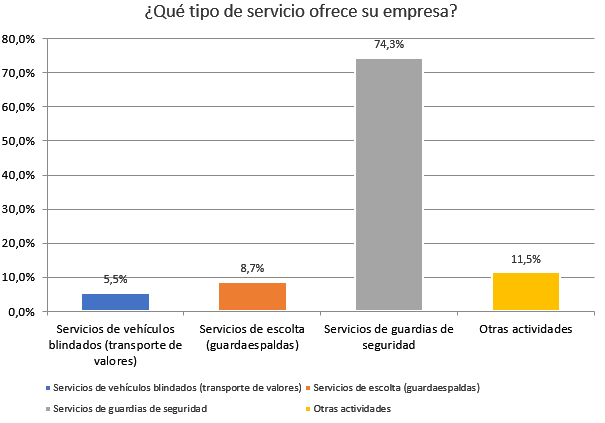 ¿Qué tipo de servicio ofrece su empresa?
80,0%
70,0%
60,0%
50,0%
40,0%
30,0%
20,0%
10,0%
0,0%
5,5%
8,7%
74,3%
11,5%
Servicios de vehículos
blindados (transporte de
valores)
Servicios de escolta
(guardaespaldas)
Servicios de guardias de
seguridad
Otras actividades
Servicios de vehículos blindados (transporte de valores)
Servicios de escolta (guardaespaldas)
Servicios de guardias de seguridad
Otras actividades